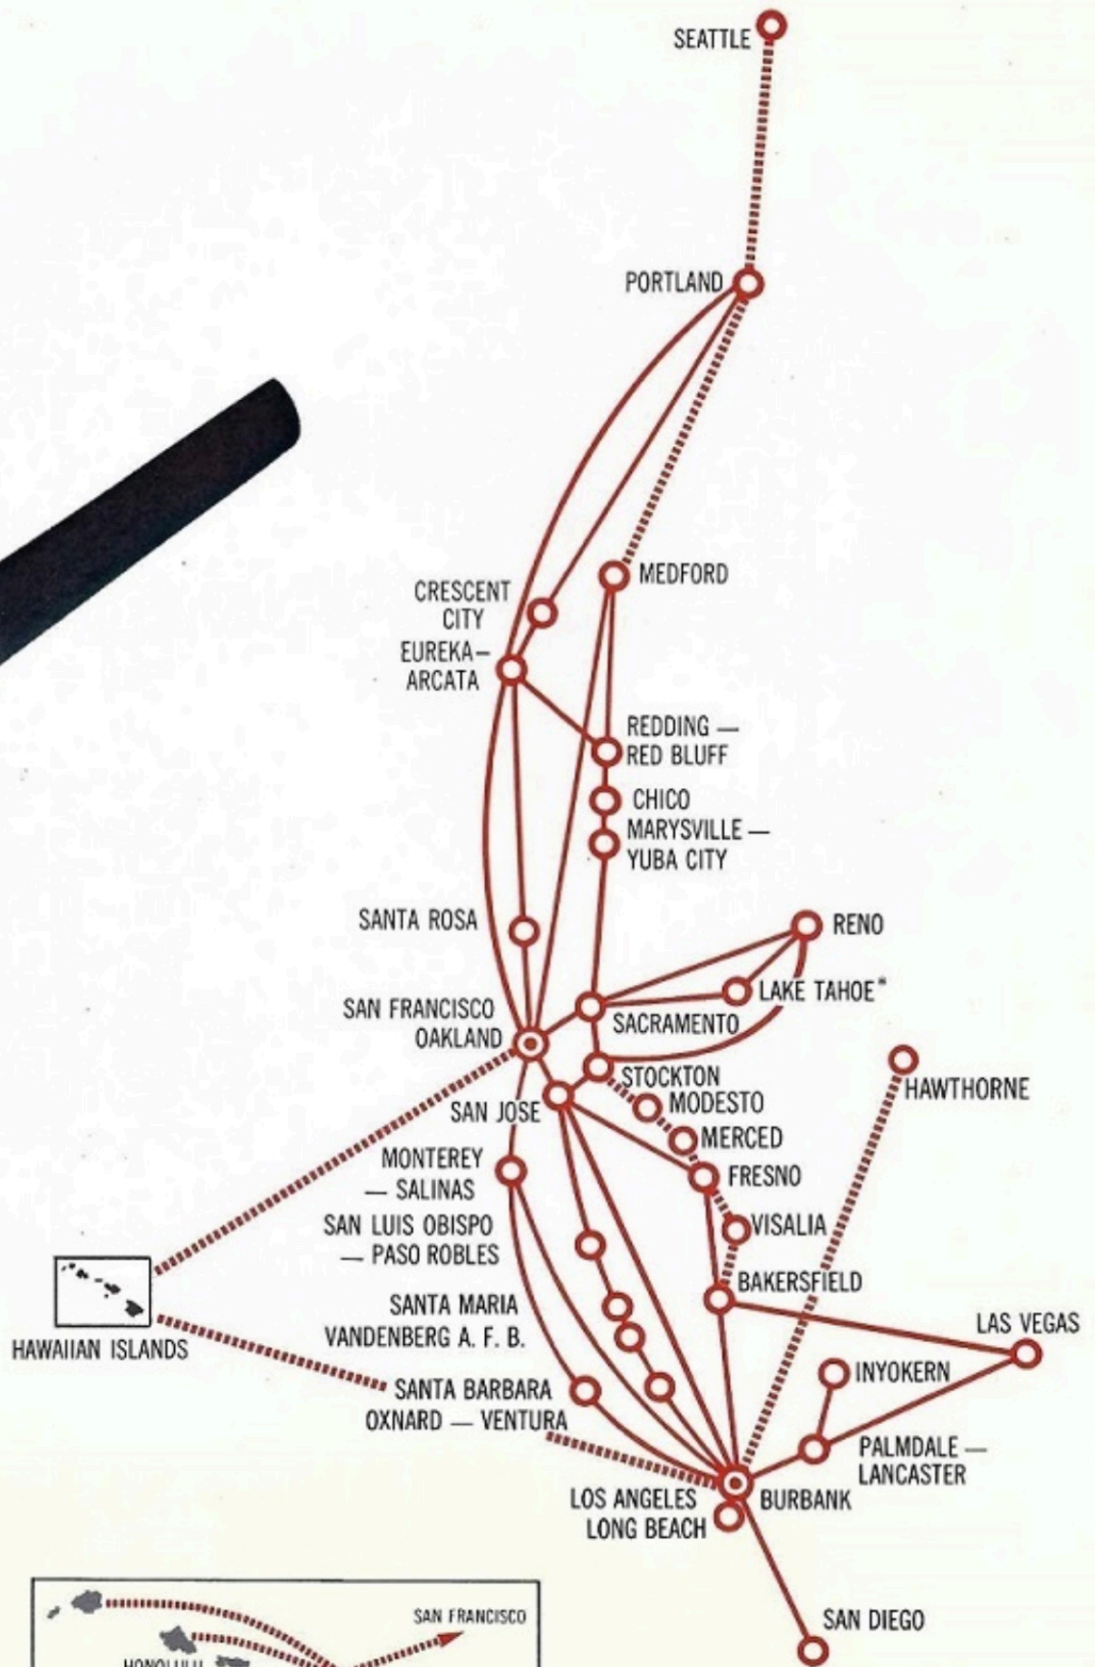 SEATTLE
PORTLAND
MEDFORD
CRESCENT
CITY
EUREKA—
ARCATA
REDDING —
RED BLUFF
CHICO
MARYSVILLE —
YUBA CITY
SANTA ROSA
RENO
LAKE TAHOE*
SAN FRANCISCO
OAKLAND
SACRAMENTO
STOCKTON
HAWTHORNE
SAN JOSE
MODESTO
MERCED
MONTEREY
— SALINAS
FRESNO
SAN LUIS OBISPO
— PASO ROBLES
VISALIA
BAKERSFIELD
SANTA MARIA
VANDENBERG A. F. B.
LAS VEGAS
HAWAIIAN ISLANDS
INYOKERN
SANTA BARBARA
OXNARD — VENTURA
PALMDALE —
LANCASTER
LOS ANGELES
LONG BEACH
BURBANK
SAN DIEGO
SAN FRANCISCO
HONOLULU